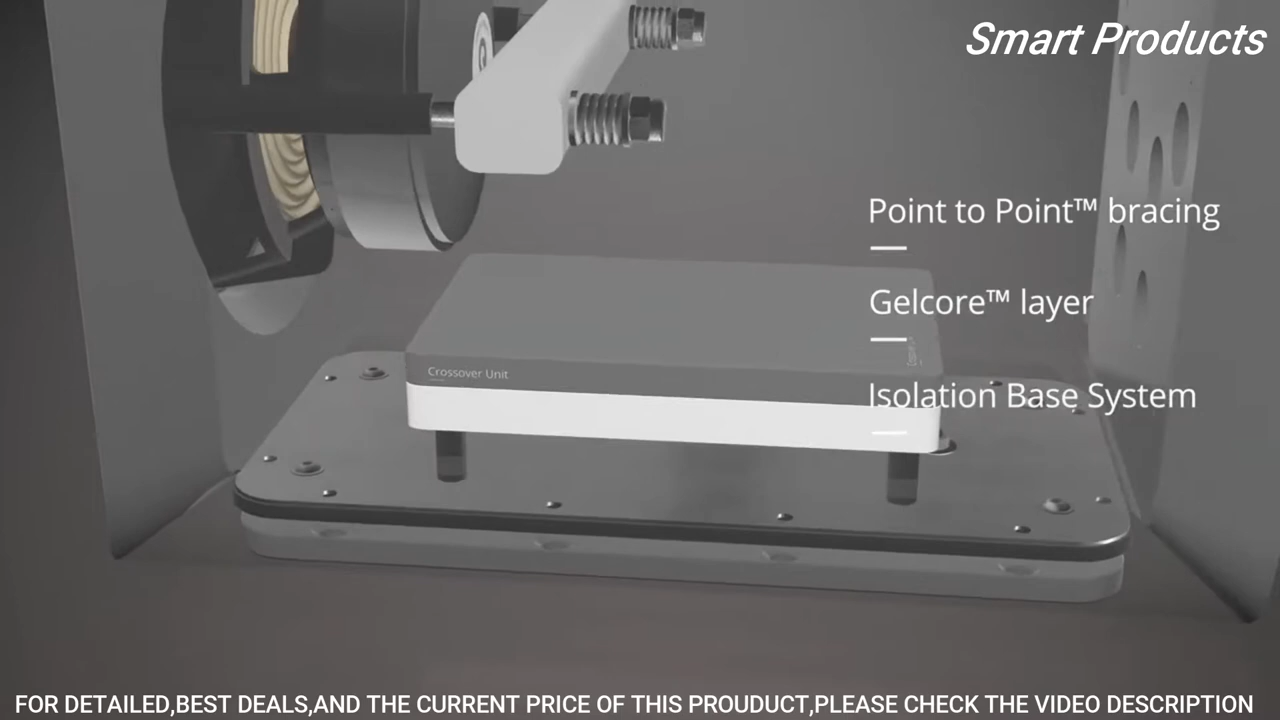 Smart Products
Point to Point™ bracing
Gelcore™ layer
Crossover Unit
Isolation Base System
FOR DETAILED,BEST DEALS,AND THE CURRENT PRICE OF THIS PROUDUCT,PLEASE CHECK THE VIDEO DESCRIPTION